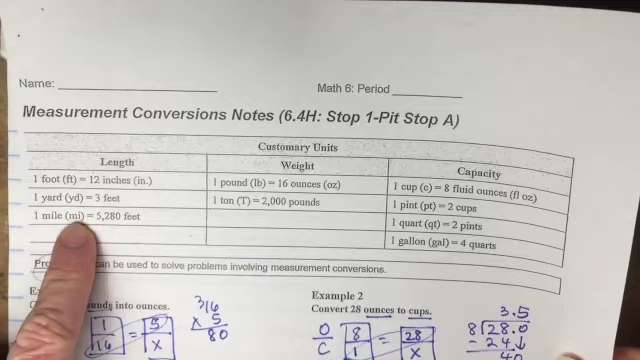 Name: ____ Math 6: Period ____
Measurement Conversions Notes (6.4H: Stop 1-Pit Stop A)
Customary Units
Length Weight Capacity
1 foot (ft) = 12 inches (in.) 1 pound (lb) = 16 ounces (oz) 1 cup (c) = 8 fluid ounces (fl oz)
1 yard (yd) = 3 feet 1 ton (T) = 2,000 pounds 1 pint (pt) = 2 cups
1 mile (mi) = 5,280 feet 1 quart (qt) = 2 pints
1 gallon (gal) = 4 quarts
can be used to solve problems involving measurement conversions.
Example 2
into ounces. Convert 28 ounces to cups.
1 = 5
16 X
316
× 5
80
O 8 = 28
C 1 X
3.5
8 28.0
- 24
40